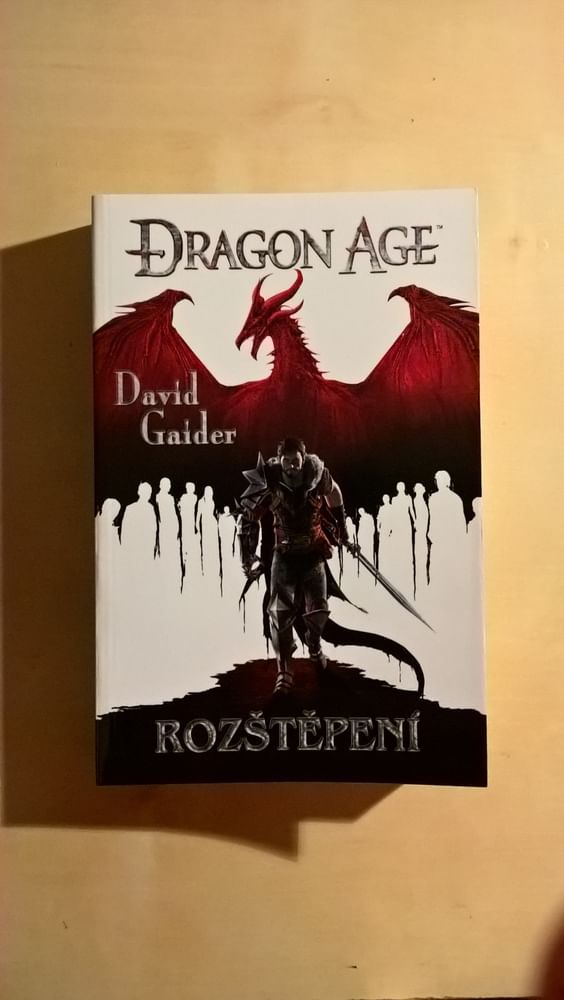 DRAGON AGE™
David
Gaider
ROZŠTĚPENÍ